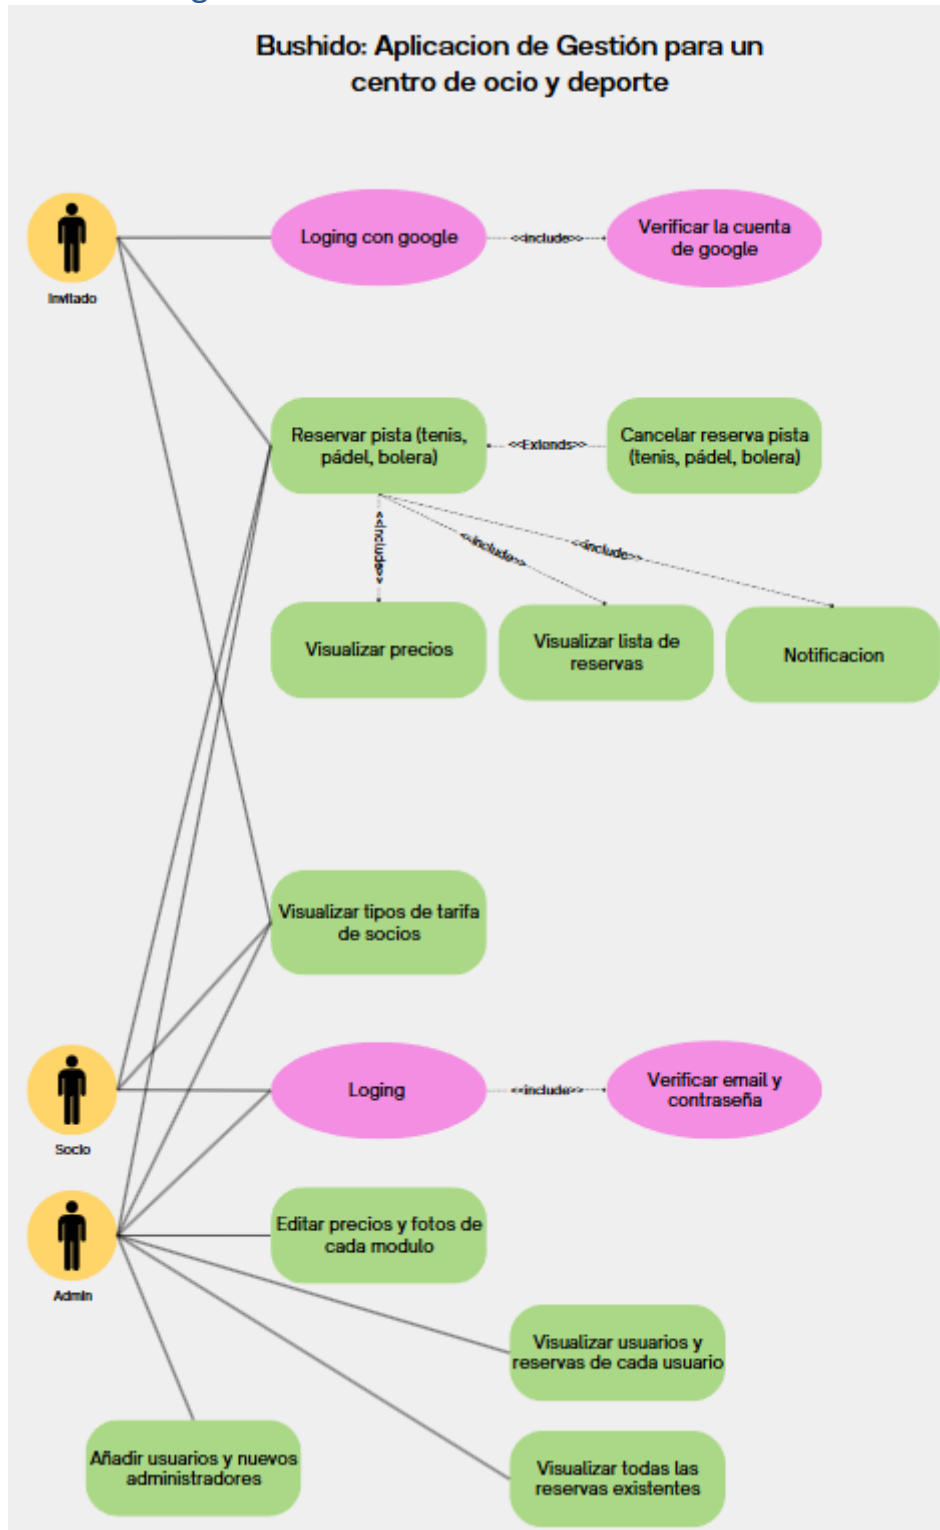 Bushido: Aplicacion de Gestión para un
centro de ocio y deporte
Invitado
Loging con google
<<include>>
Verificar la cuenta
de google
Reservar pista (tenis,
pádel, bolera)
<<Extends>>
Cancelar reserva pista
(tenis, pádel, bolera)
<<include>>
<<include>>
<<include>>
Visualizar precios
Visualizar lista de
reservas
Notificacion
Visualizar tipos de tarifa
de socios
Socio
Loging
<<include>>
Verificar email y
contraseña
Admin
Editar precios y fotos de
cada modulo
Visualizar usuarios y
reservas de cada usuario
Añadir usuarios y nuevos
administradores
Visualizar todas las
reservas existentes